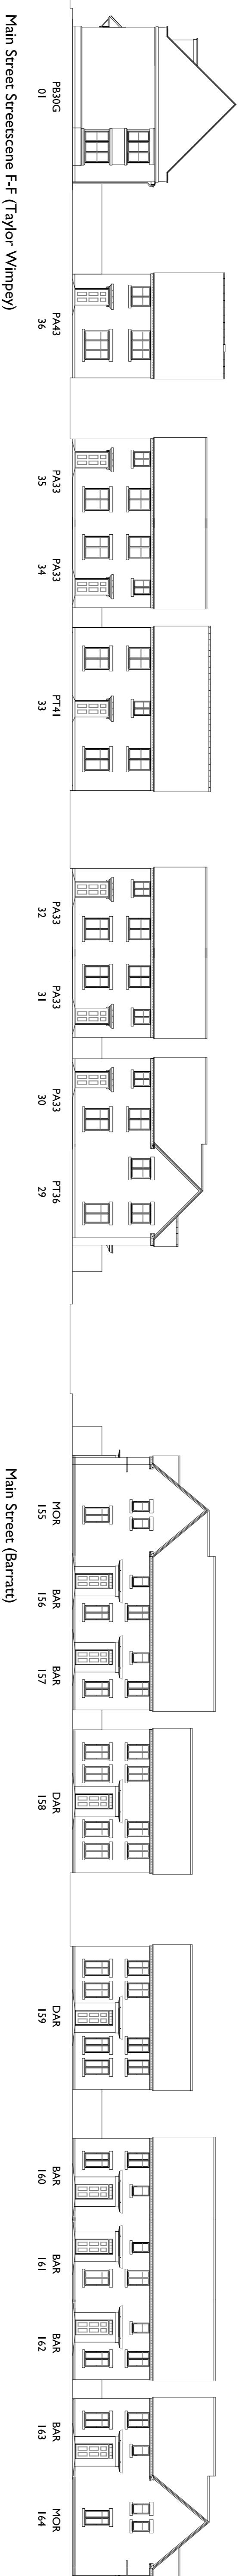 PB30G
01
PA43
36
PA33
35
PA33
34
PT41
33
PA33
32
PA33
31
PA33
30
PT36
29
MOR
155
BAR
156
BAR
157
DAR
158
DAR
159
BAR
160
BAR
161
BAR
162
BAR
163
MOR
164
Main Street Streetscene F-F (Taylor Wimpey)
Main Street (Barratt)